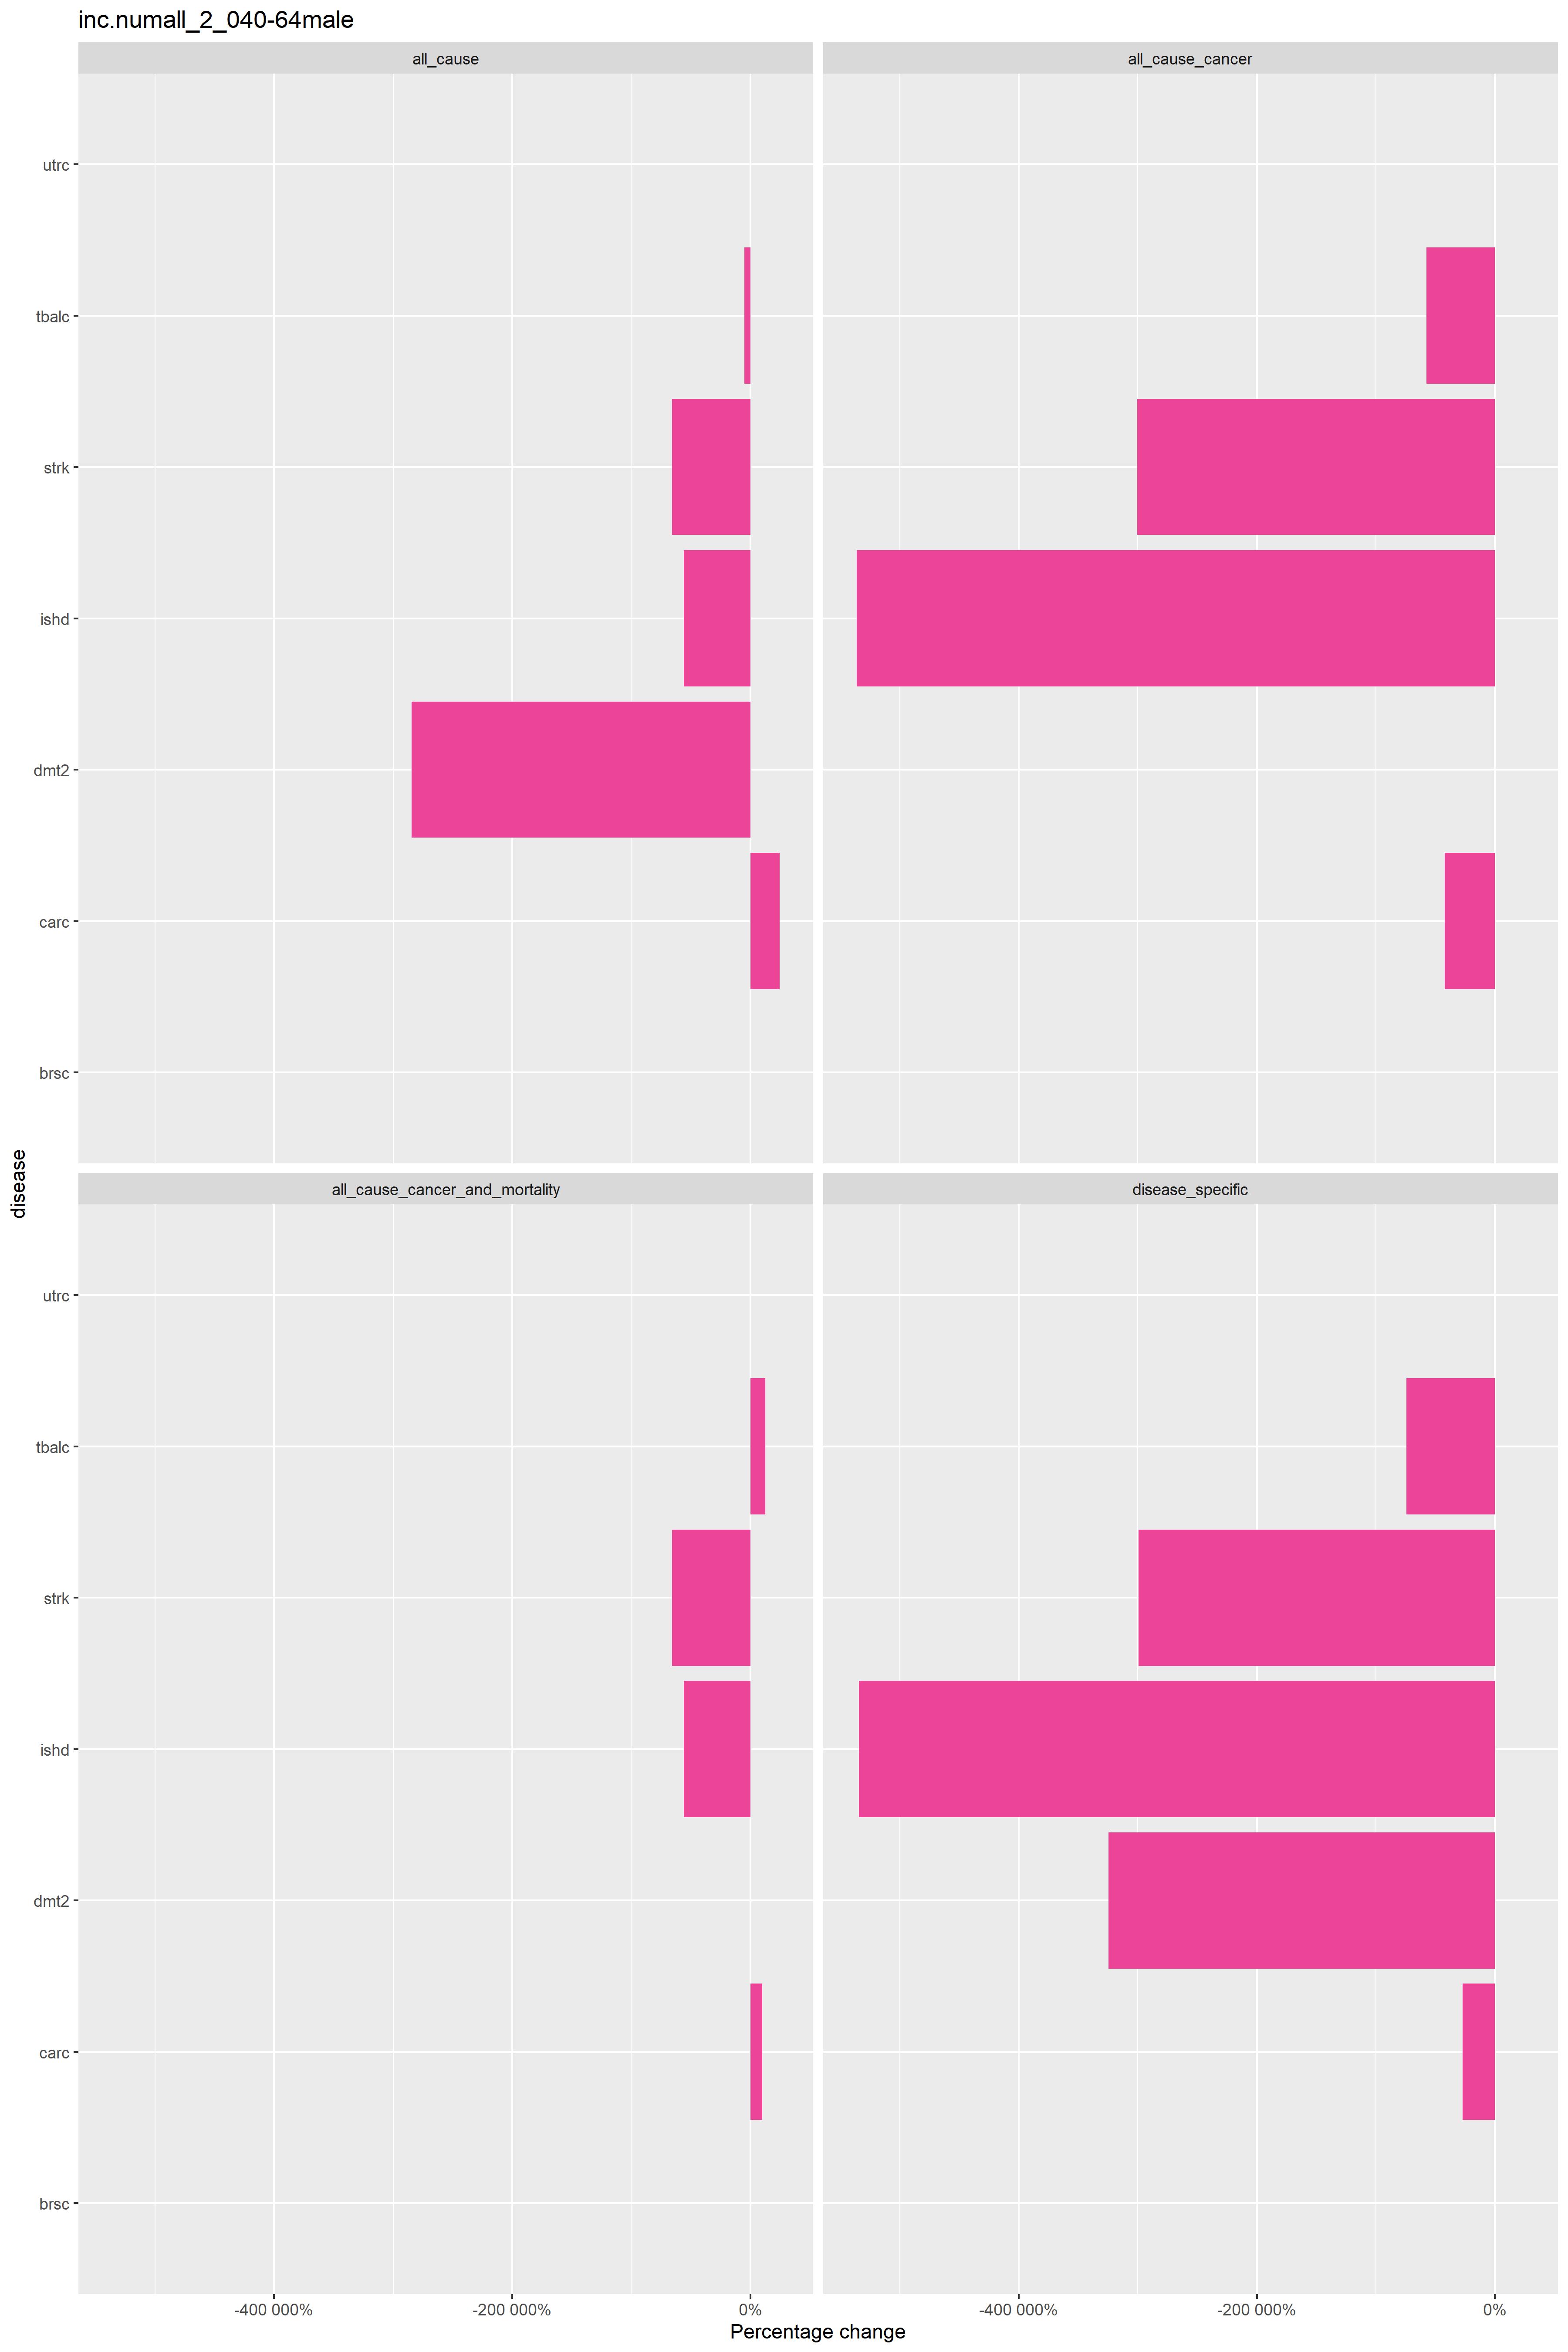 inc.numall_2_040-64male
all_cause
all_cause_cancer
utrc
tbalc
strk
ishd
dmt2
carc
brsc
disease
all_cause_cancer_and_mortality
disease_specific
utrc
tbalc
strk
ishd
dmt2
carc
brsc
-400 000%
-200 000%
0%
-400 000%
-200 000%
0%
Percentage change